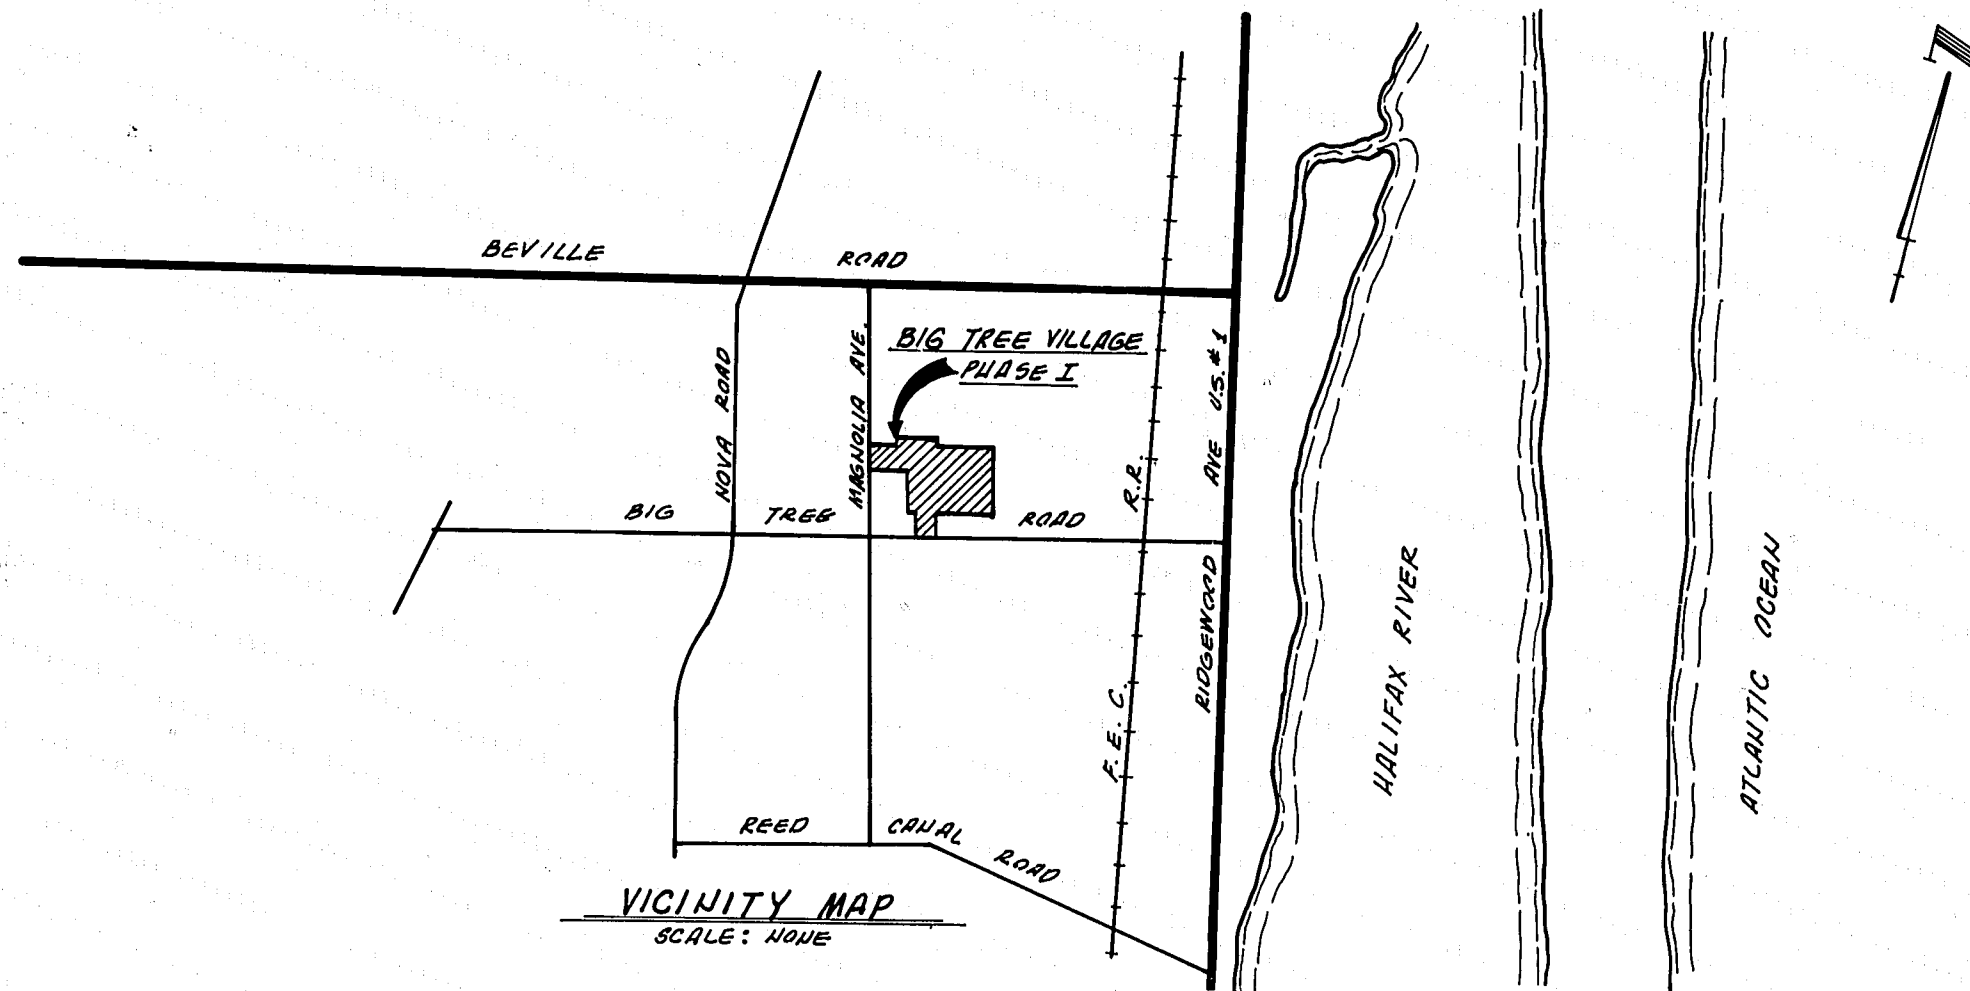 BEVILLE ROAD
NOVA ROAD
MAGNOLIA AVE.
BIG TREE VILLAGE
PHASE I
BIG TREE ROAD
F.E.C. R.R.
RIDGEWOOD AVE U.S.#1
HALIFAX RIVER
ATLANTIC OCEAN
REED CANAL ROAD
VICINITY MAP
SCALE: NONE